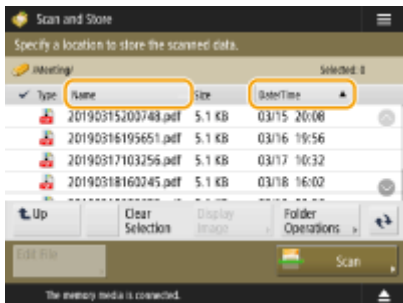 Scan and Store
Specify a location to store the scanned data.
/Meeting/ Selected: 0
Type Name Size Date/Time
20190315200748.pdf 5.1 KB 03/15 20:08
20190316195651.pdf 5.1 KB 03/16 19:56
20190317103256.pdf 5.1 KB 03/17 10:32
20190318160245.pdf 5.1 KB 03/18 16:02
Up Clear Selection Display Image Folder Operations
Edit File Scan
The memory media is connected.